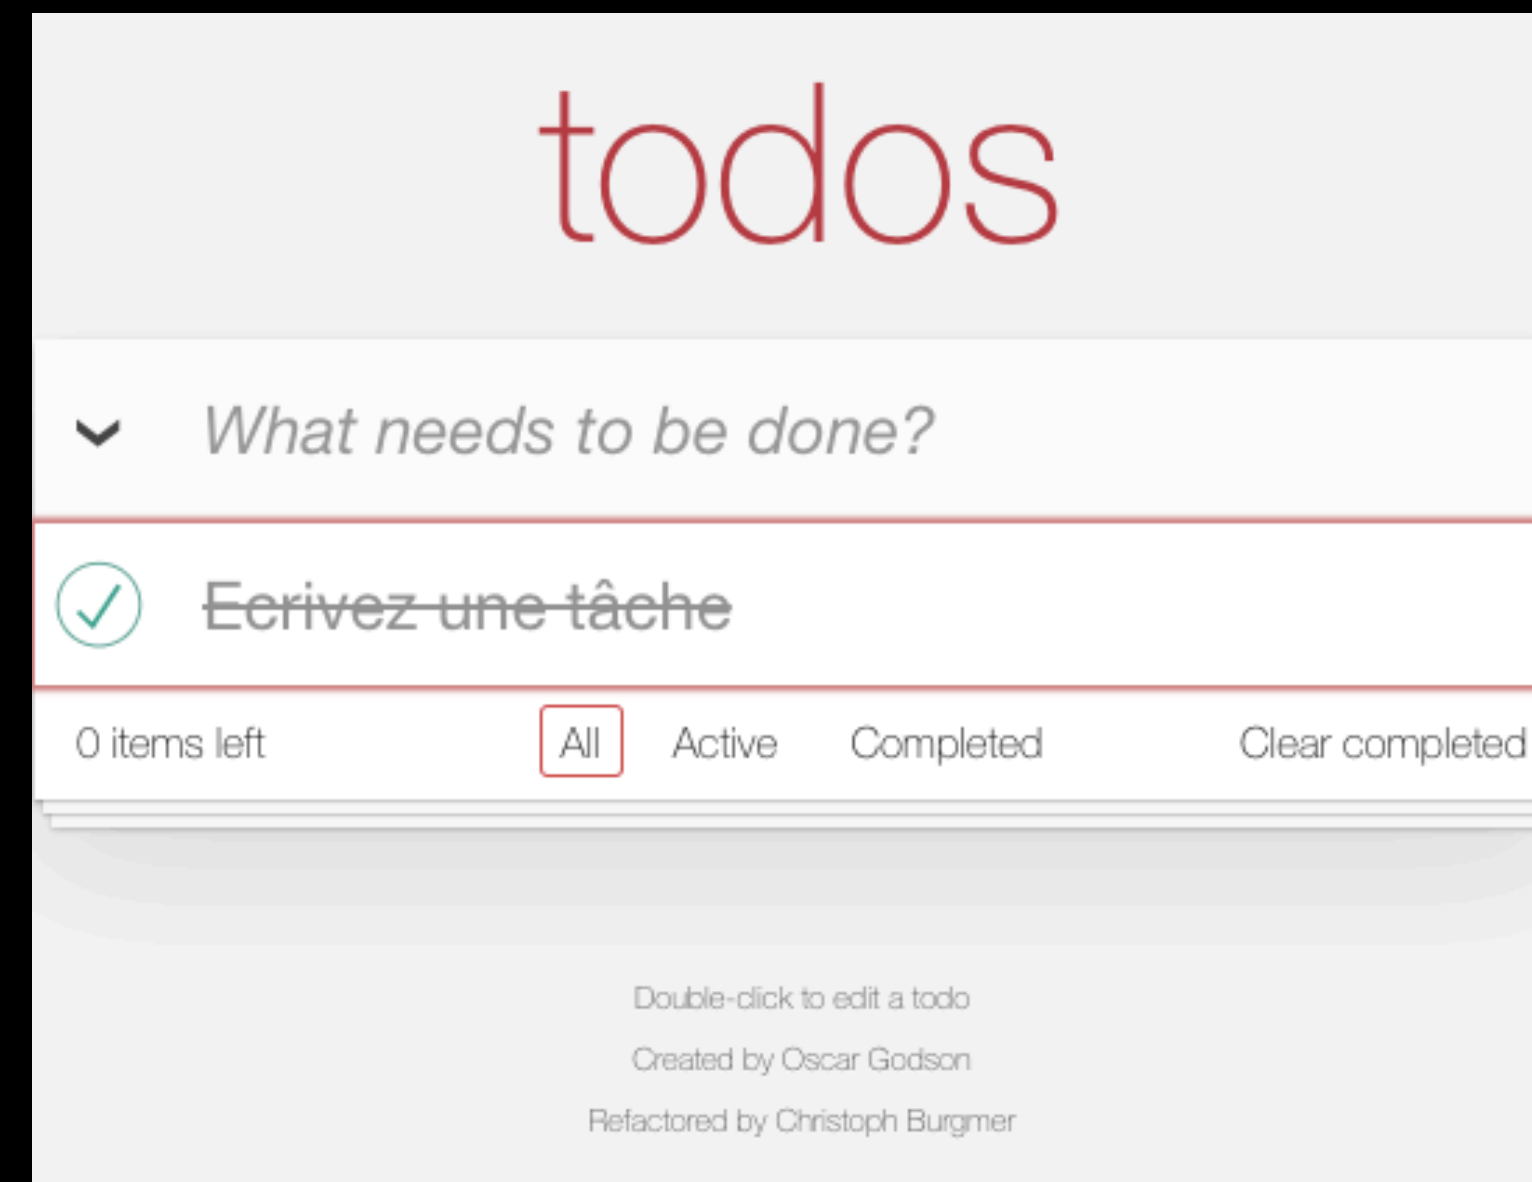 todos
What needs to be done?
Ecrivez une tâche
0 items left All Active Completed Clear completed
Double-click to edit a todo
Created by Oscar Godson
Refactored by Christoph Burgmer